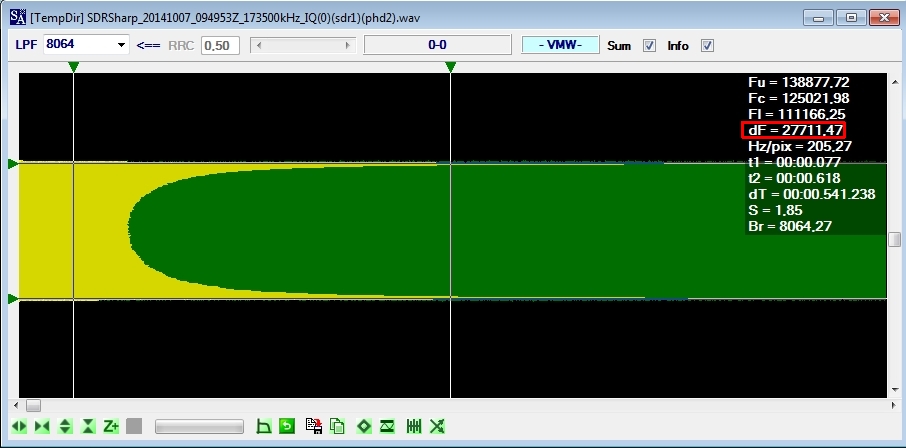 SA [TempDir] SDRSharp_20141007_094953Z_173500kHz_IQ(0)(sdr1)(phd2).wav
LPF 8064 <== RRC 0,50 0-0 - VMW- Sum Info
Fu = 138877,72
Fc = 125021,98
Fl = 111166,25
dF = 27711,47
Hz/pix = 205,27
t1 = 00:00.077
t2 = 00:00.618
dT = 00:00.541.238
S = 1,85
Br = 8064,27
Z+